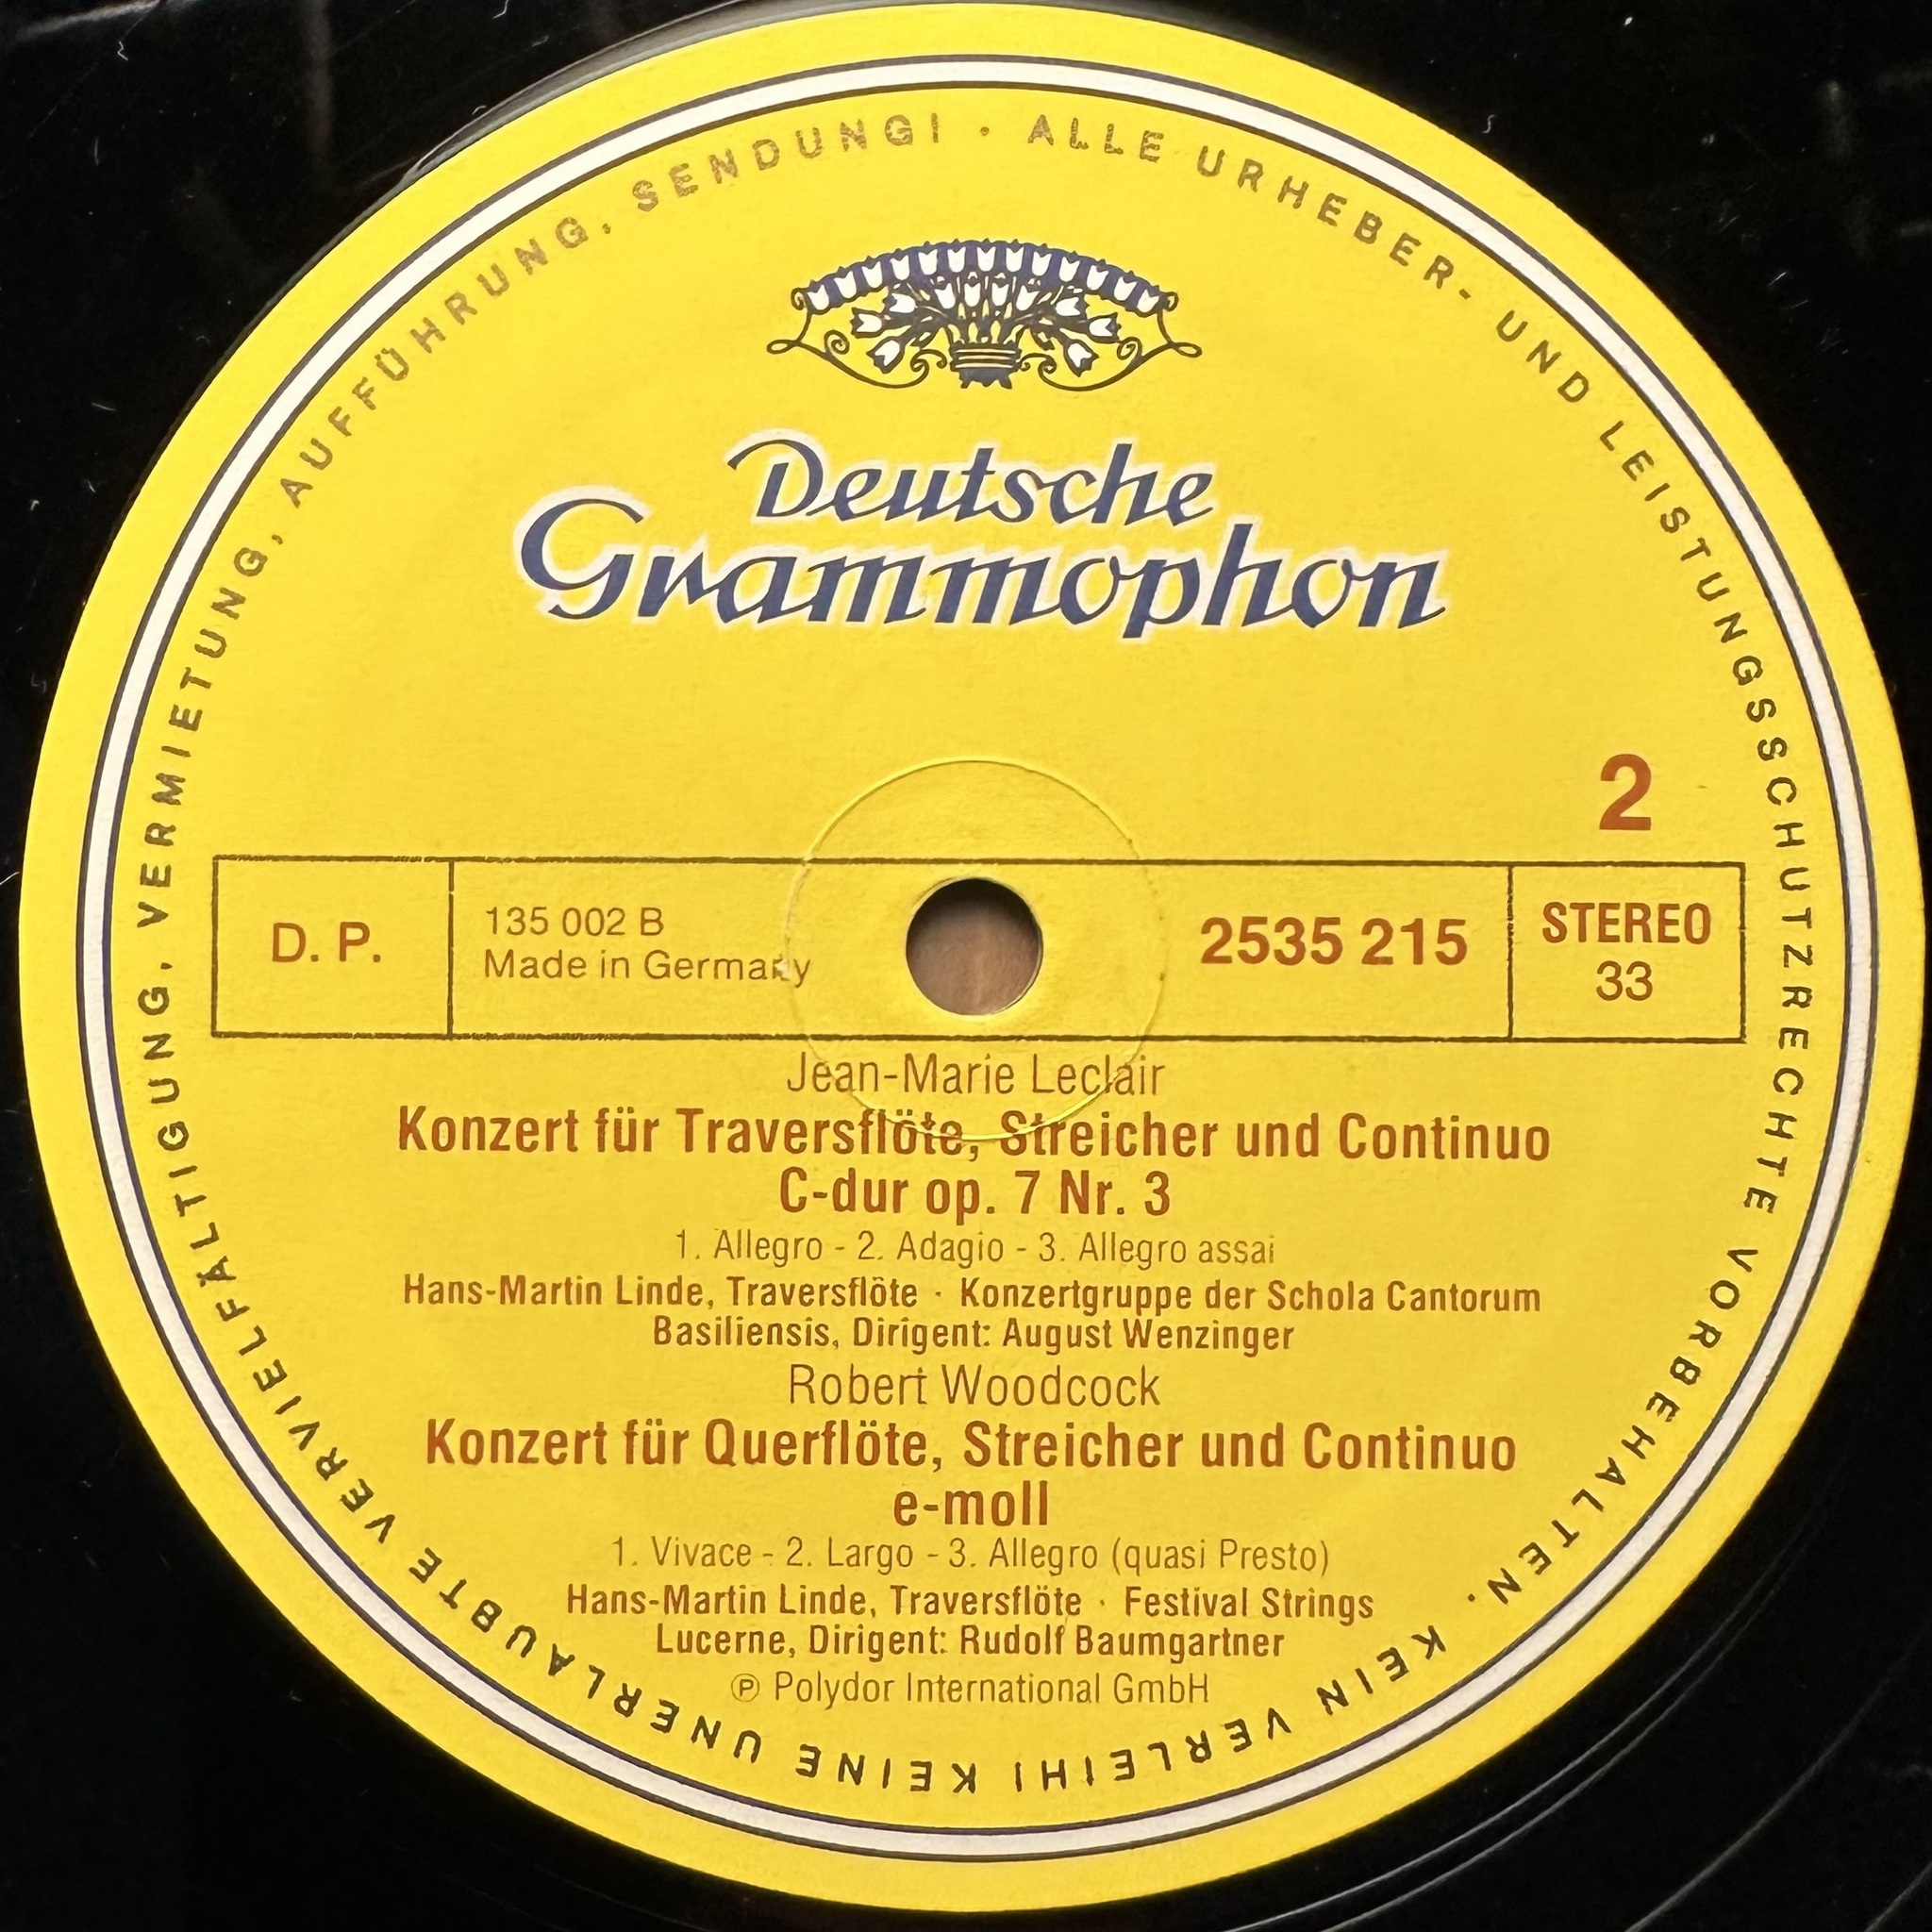 Deutsche
Grammophon
2
D. P.
135 002 B
Made in Germany
2535 215
STEREO
33
Jean-Marie Leclair
Konzert für Traversflöte, Streicher und Continuo
C-dur op. 7 Nr. 3
1. Allegro - 2. Adagio - 3. Allegro assai
Hans-Martin Linde, Traversflöte · Konzertgruppe der Schola Cantorum
Basiliensis, Dirigent: August Wenzinger
Robert Woodcock
Konzert für Querflöte, Streicher und Continuo
e-moll
1. Vivace - 2. Largo - 3. Allegro (quasi Presto)
Hans-Martin Linde, Traversflöte · Festival Strings
Lucerne, Dirigent: Rudolf Baumgartner
℗ Polydor International GmbH
ALLE URHEBER- UND LEISTUNGSSCHUTZRECHTE VORBEHALTEN. KEIN VERLEIH! KEINE UNERLAUBTE VERVIELFÄLTIGUNG, VERMIETUNG, AUFFÜHRUNG, SENDUNG! ·